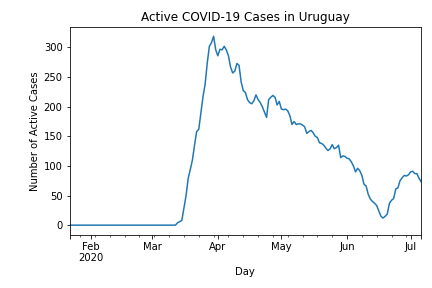 Active COVID-19 Cases in Uruguay
Number of Active Cases
300
250
200
150
100
50
0
Feb
2020
Mar
Apr
May
Jun
Jul
Day